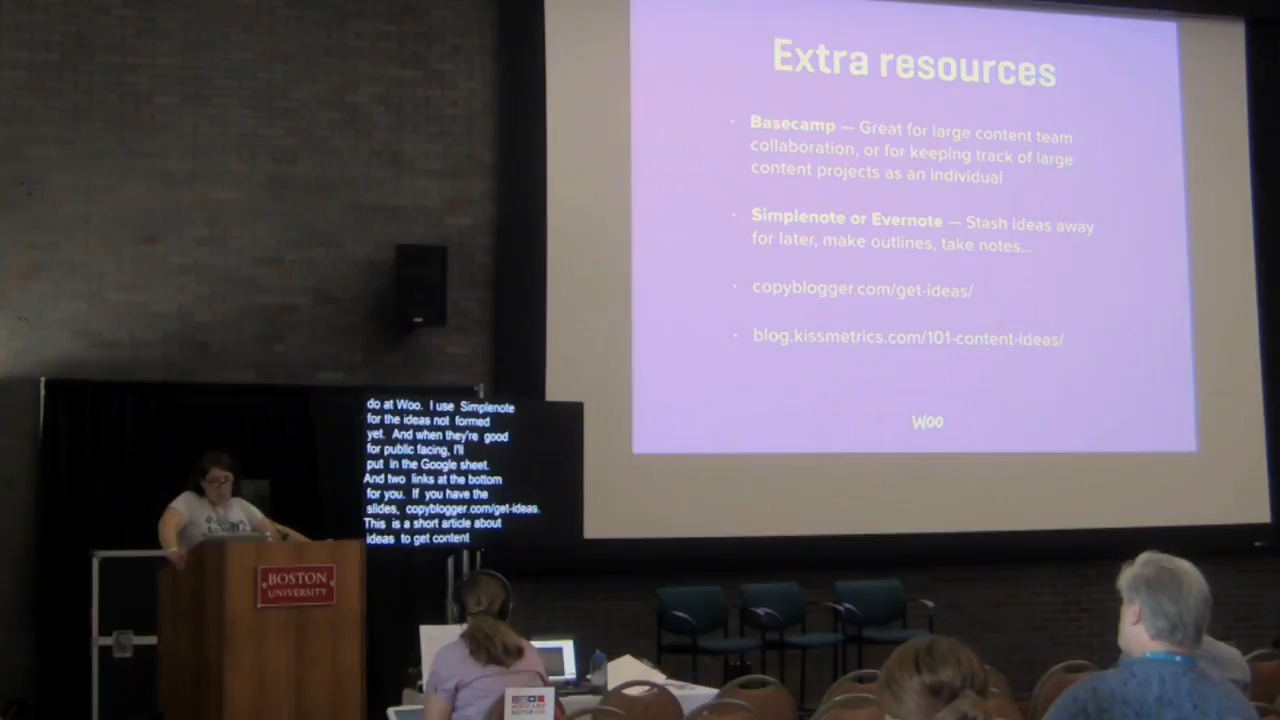 Extra resources
· Basecamp — Great for large content team
collaboration, or for keeping track of large
content projects as an individual
· Simplenote or Evernote — Stash ideas away
for later, make outlines, take notes...
· copyblogger.com/get-ideas/
· blog.kissmetrics.com/101-content-ideas/
Woo
do at Woo. I use Simplenote
for the ideas not formed
yet. And when they're good
for public facing, I'll
put in the Google sheet.
And two links at the bottom
for you. If you have the
slides, copyblogger.com/get-ideas.
This is a short article about
ideas to get content
BOSTON
UNIVERSITY